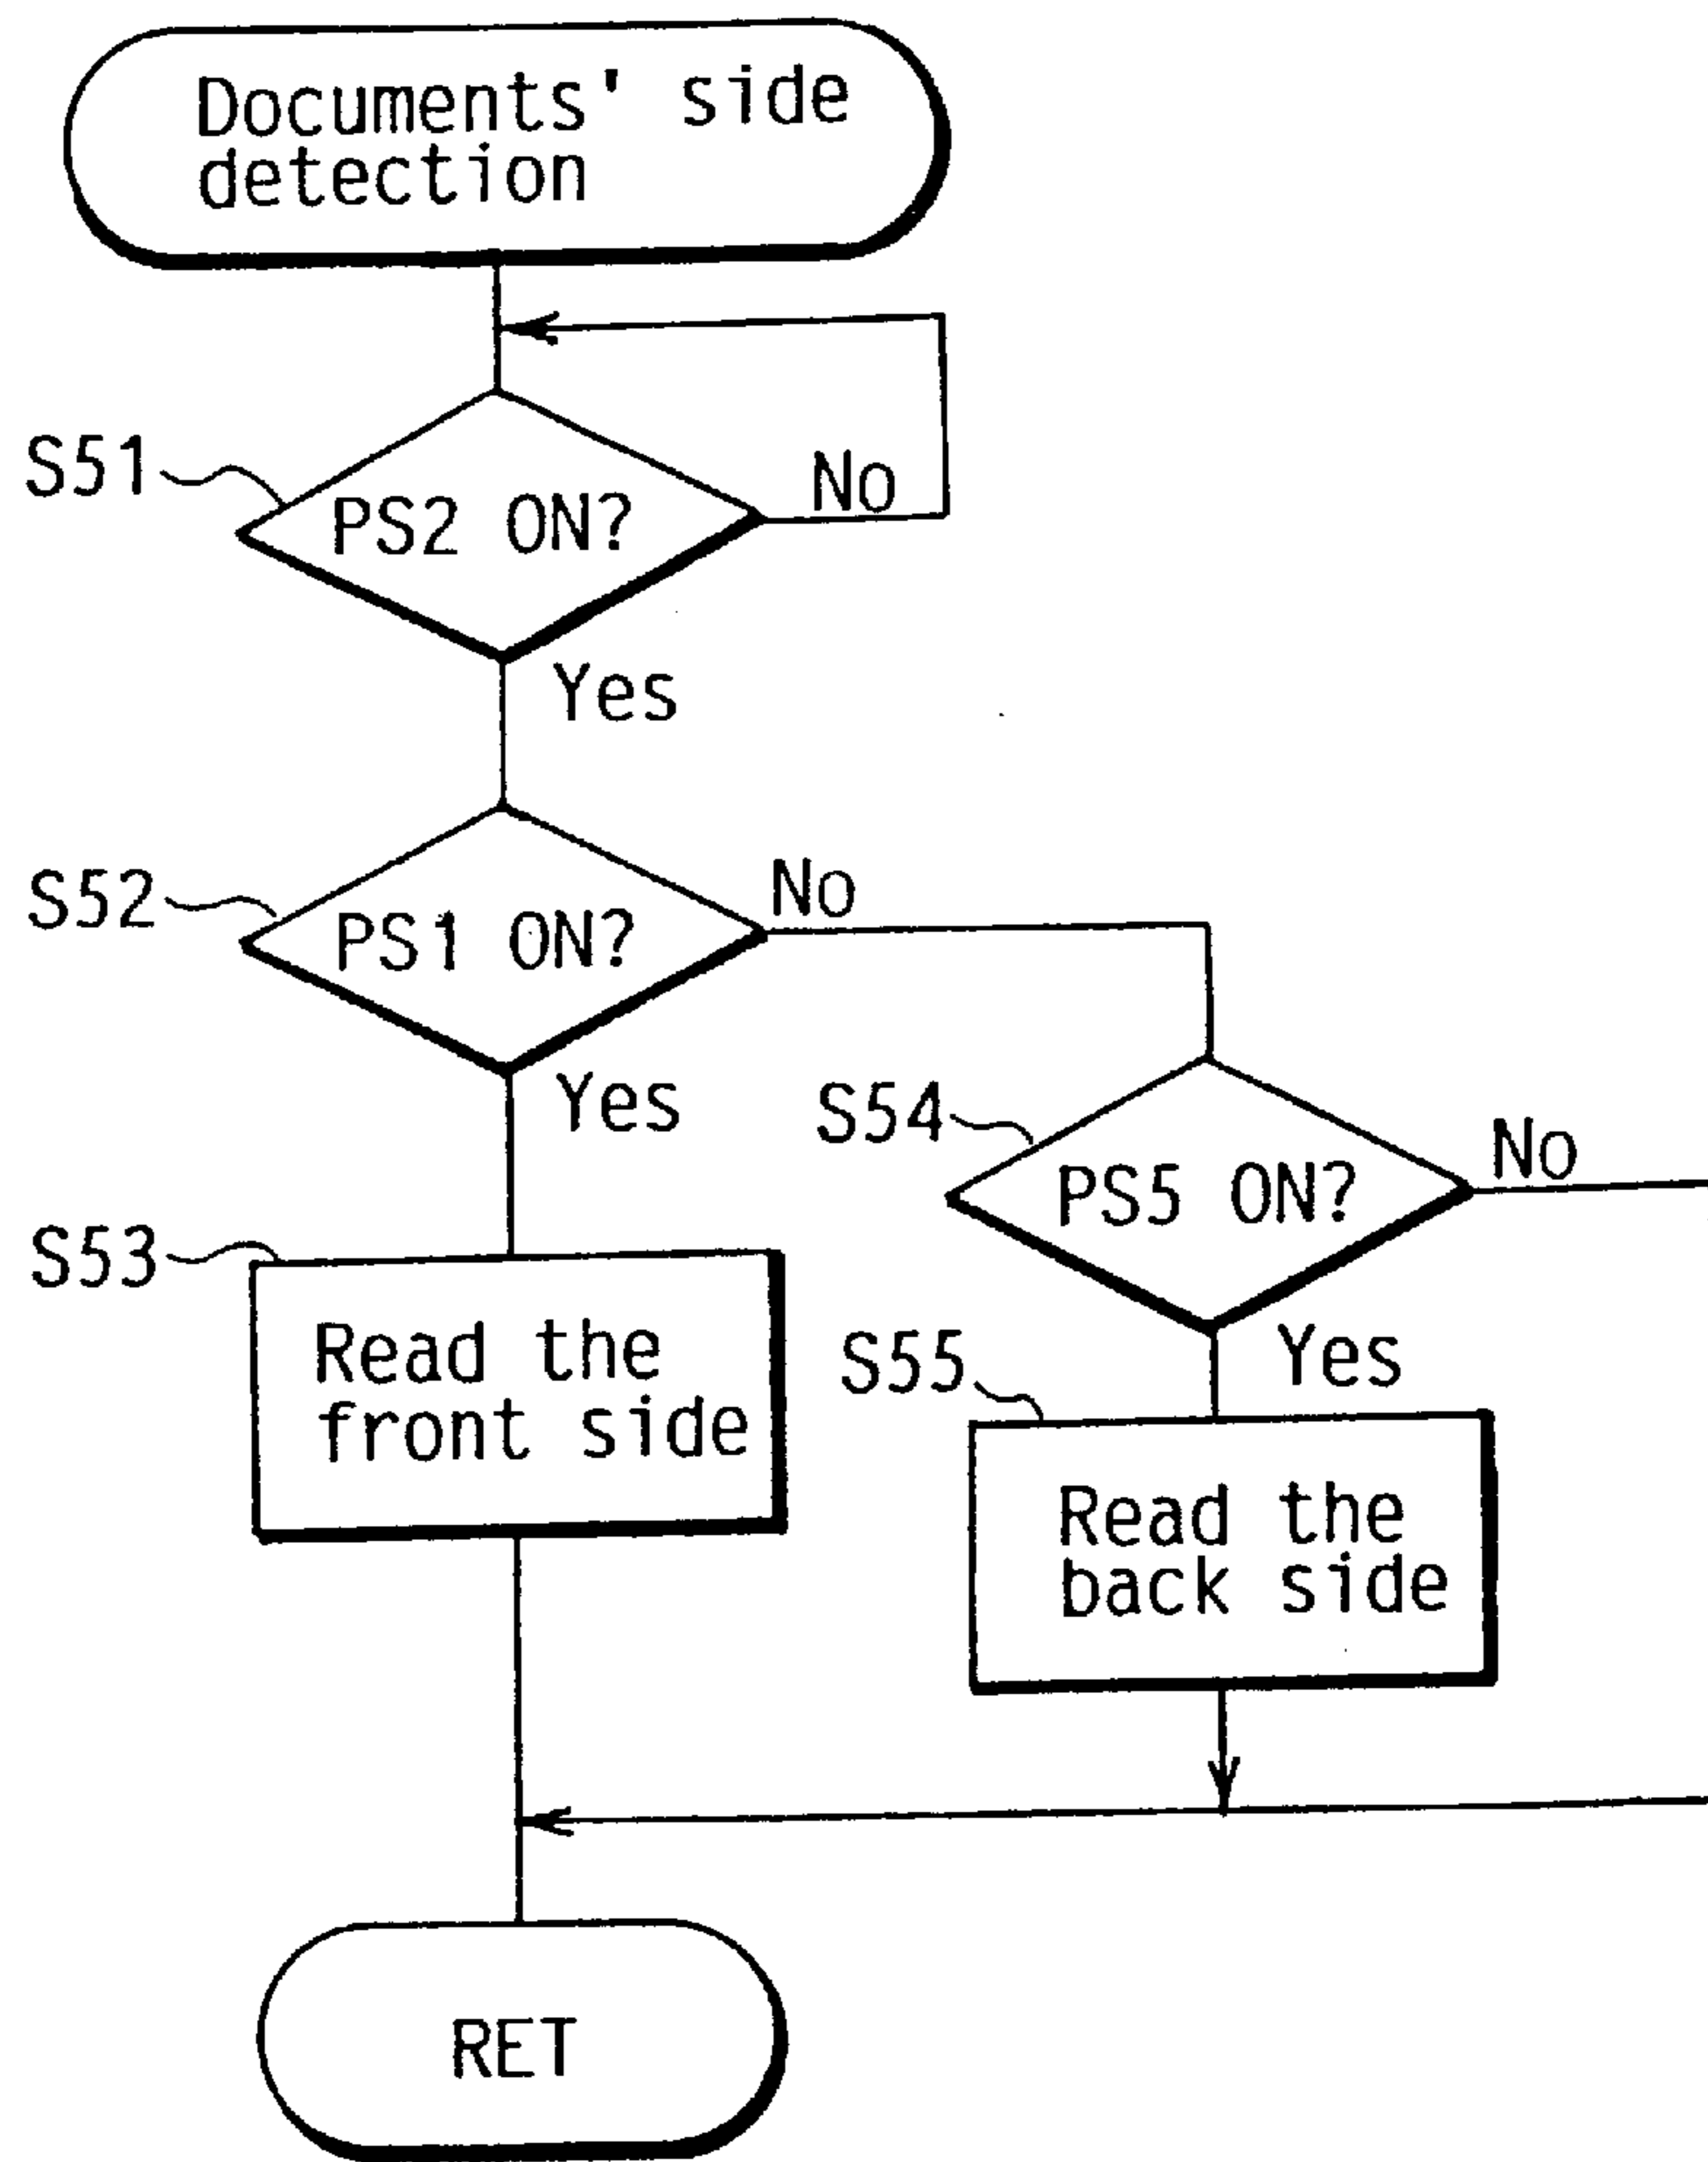 Documents' side
detection
S51
PS2 ON?
No
Yes
S52
PS1 ON?
No
Yes
S54
PS5 ON?
No
Yes
S53
Read the
front side
S55
Read the
back side
RET